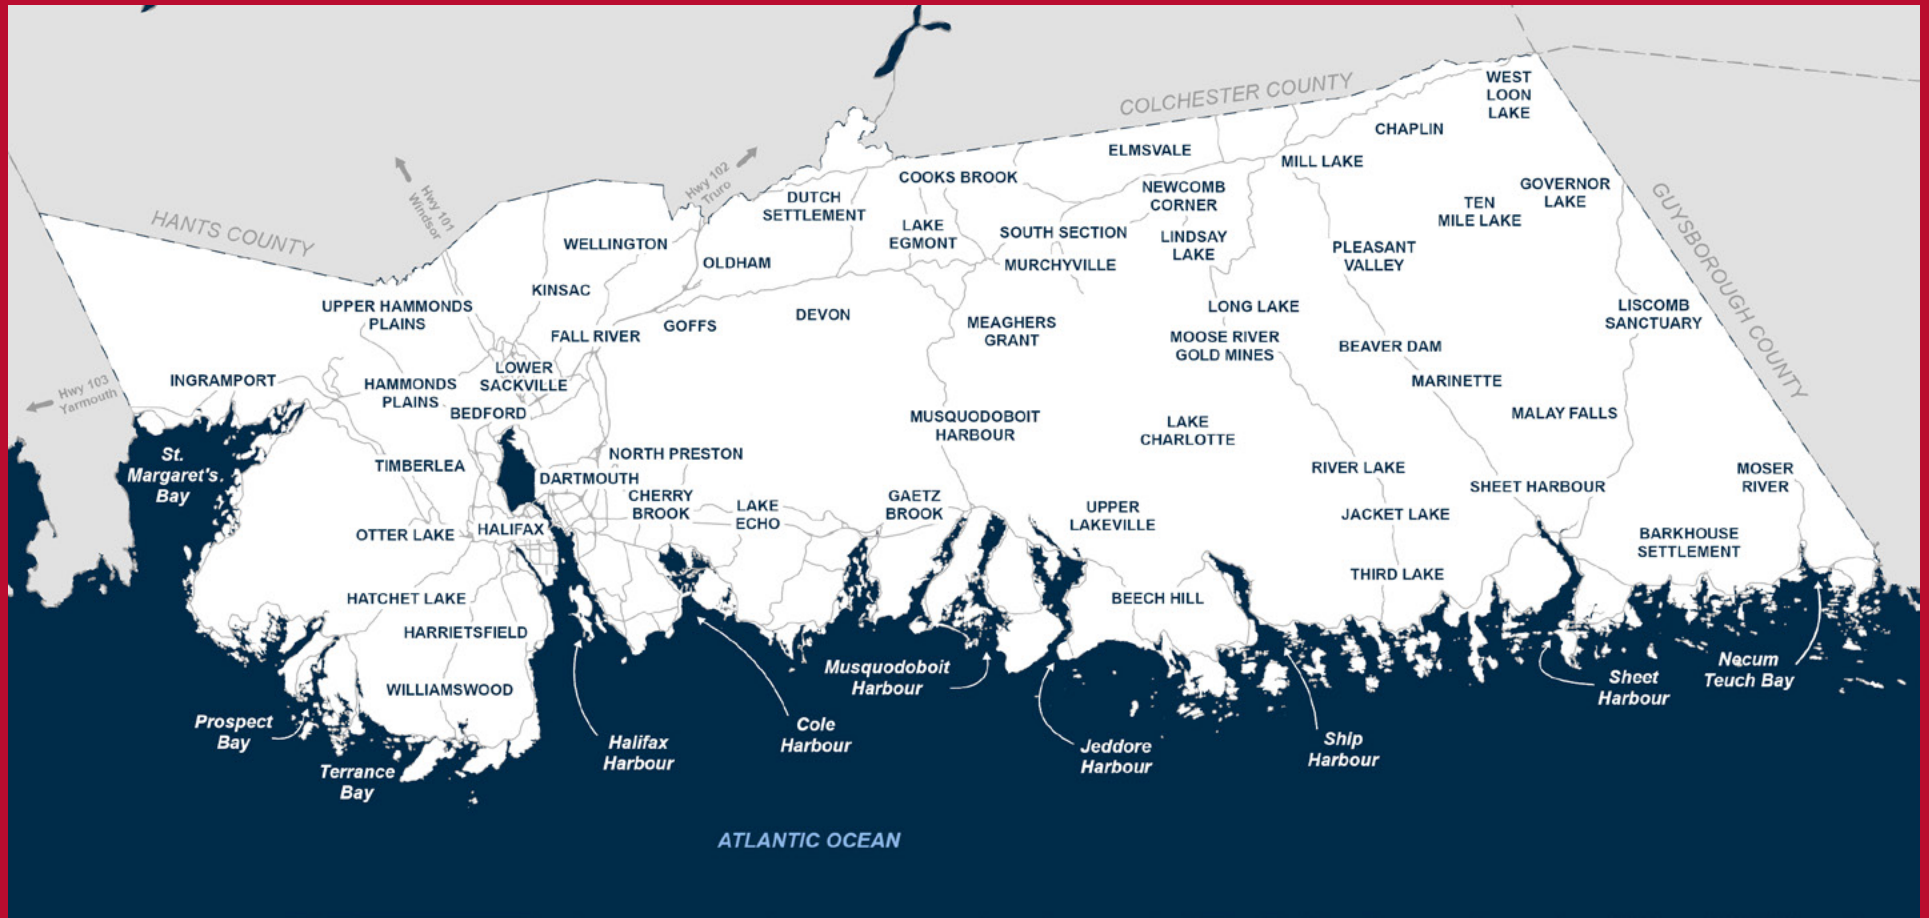 WEST
LOON
LAKE
COLCHESTER COUNTY
CHAPLIN
ELMSVALE
MILL LAKE
Hwy 102
Truro
COOKS BROOK
DUTCH
SETTLEMENT
NEWCOMB
CORNER
GOVERNOR
LAKE
TEN
MILE LAKE
Hwy 101
Windsor
HANTS COUNTY
GUYSBOROUGH COUNTY
WELLINGTON
LAKE
EGMONT
SOUTH SECTION
LINDSAY
LAKE
PLEASANT
VALLEY
OLDHAM
MURCHYVILLE
KINSAC
UPPER HAMMONDS
PLAINS
LONG LAKE
LISCOMB
SANCTUARY
DEVON
GOFFS
FALL RIVER
MEAGHERS
GRANT
MOOSE RIVER
GOLD MINES
BEAVER DAM
Hwy 103
Yarmouth
INGRAMPORT
HAMMONDS
PLAINS
LOWER
SACKVILLE
MARINETTE
BEDFORD
MALAY FALLS
MUSQUODOBOIT
HARBOUR
LAKE
CHARLOTTE
St.
Margaret's.
Bay
TIMBERLEA
NORTH PRESTON
DARTMOUTH
RIVER LAKE
MOSER
RIVER
SHEET HARBOUR
CHERRY
BROOK
LAKE
ECHO
GAETZ
BROOK
UPPER
LAKEVILLE
JACKET LAKE
OTTER LAKE
HALIFAX
BARKHOUSE
SETTLEMENT
THIRD LAKE
HATCHET LAKE
BEECH HILL
HARRIETSFIELD
WILLIAMSWOOD
Musquodoboit
Harbour
Necum
Teuch Bay
Sheet
Harbour
Prospect
Bay
Cole
Harbour
Halifax
Harbour
Jeddore
Harbour
Ship
Harbour
Terrance
Bay
ATLANTIC OCEAN